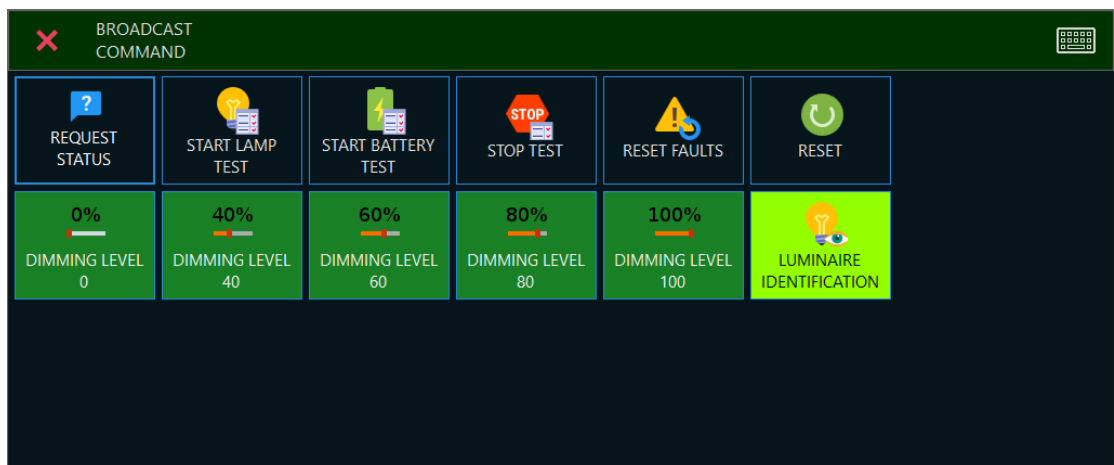 BROADCAST
COMMAND
?
REQUEST
STATUS
START LAMP
TEST
START BATTERY
TEST
STOP
STOP TEST
RESET FAULTS
RESET
0%
DIMMING LEVEL
0
40%
DIMMING LEVEL
40
60%
DIMMING LEVEL
60
80%
DIMMING LEVEL
80
100%
DIMMING LEVEL
100
LUMINAIRE
IDENTIFICATION